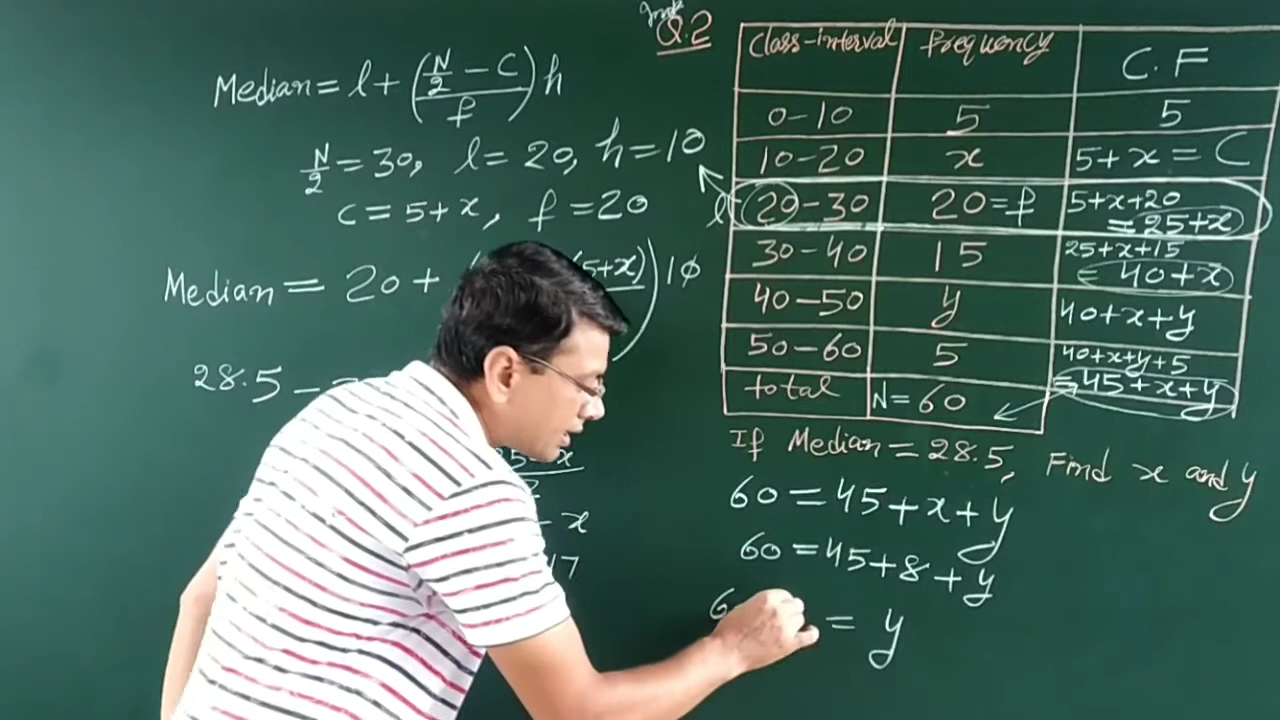 Median = l + ((N/2 - C)/f) h
N/2 = 30, l = 20, h = 10
c = 5+x, f = 20
Median = 20 + (5+x) 10
28.5 -
- x
17
Q.2
Class-interval frequency C.F
0-10 5 5
10-20 x 5+x = C
l 20-30 20=f 5+x+20
= 25+x
30-40 15 25+x+15
= 40+x
40-50 y 40+x+y
50-60 5 40+x+y+5
= 45+x+y
total N=60
If Median = 28.5, Find x and y
60 = 45+x+y
60 = 45+8+y
6 = y